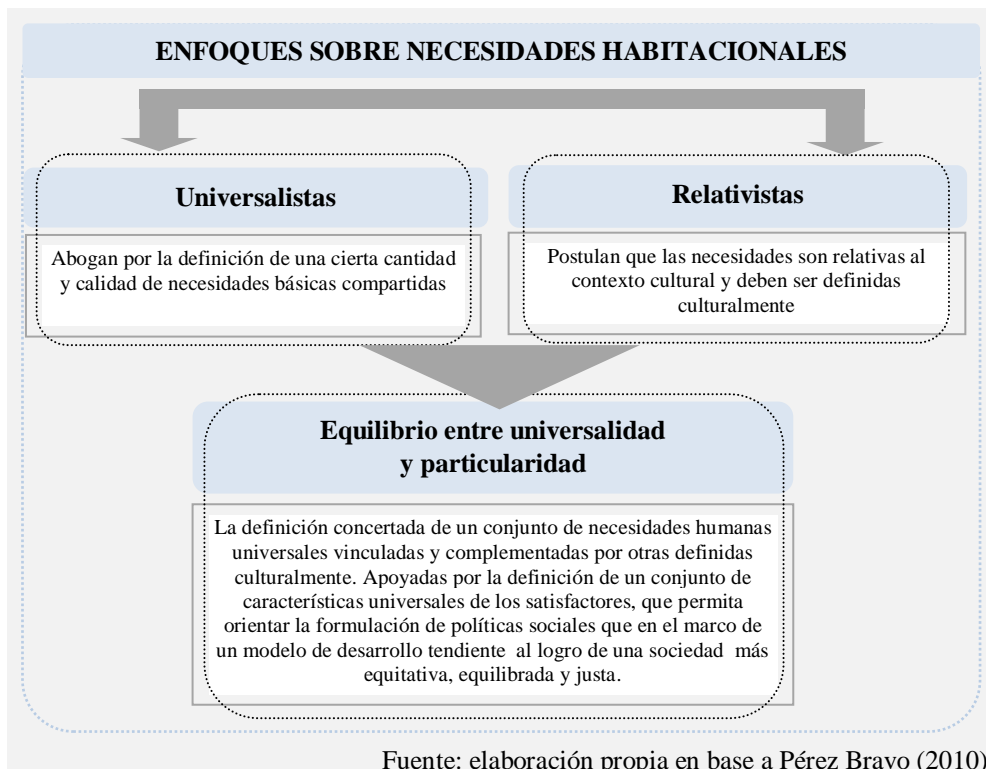 ENFOQUES SOBRE NECESIDADES HABITACIONALES
Universalistas
Abogan por la definición de una cierta cantidad
y calidad de necesidades básicas compartidas
Relativistas
Postulan que las necesidades son relativas al
contexto cultural y deben ser definidas
culturalmente
Equilibrio entre universalidad
y particularidad
La definición concertada de un conjunto de necesidades humanas
universales vinculadas y complementadas por otras definidas
culturalmente. Apoyadas por la definición de un conjunto de
características universales de los satisfactores, que permita
orientar la formulación de políticas sociales que en el marco de
un modelo de desarrollo tendiente al logro de una sociedad más
equitativa, equilibrada y justa.
Fuente: elaboración propia en base a Pérez Bravo (2010)